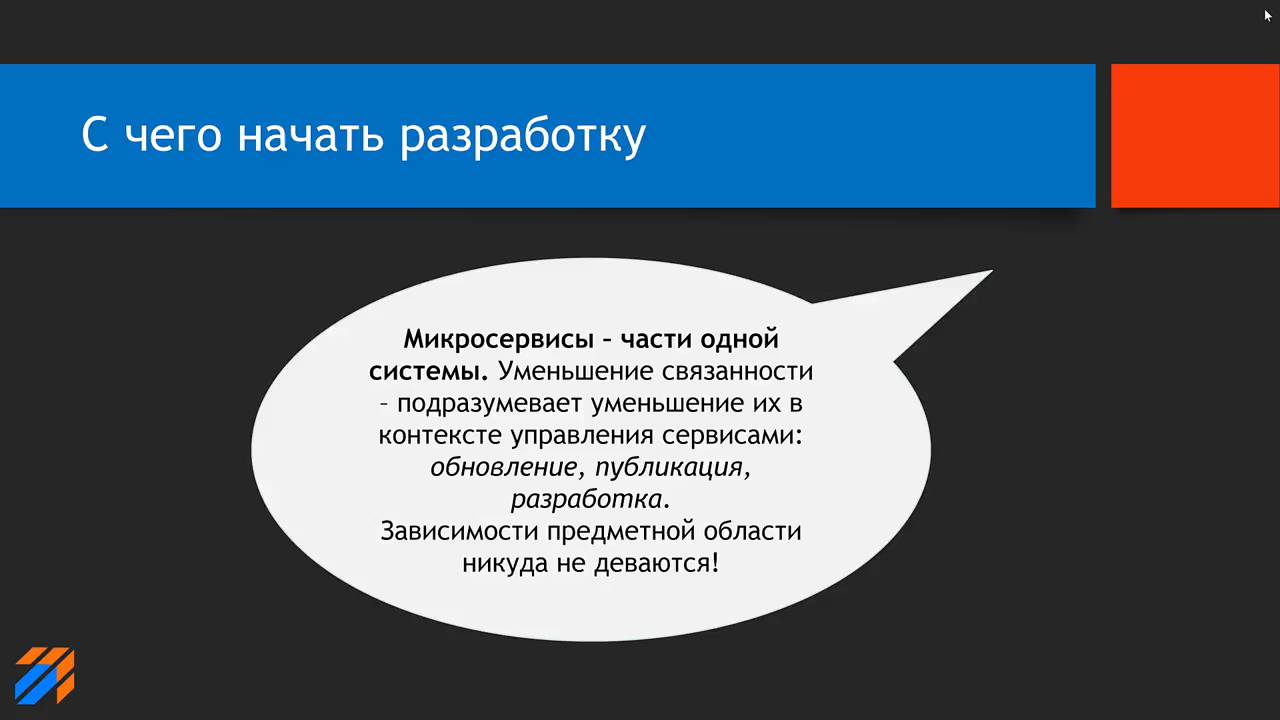 С чего начать разработку
Микросервисы – части одной
системы. Уменьшение связанности
– подразумевает уменьшение их в
контексте управления сервисами:
обновление, публикация,
разработка.
Зависимости предметной области
никуда не деваются!